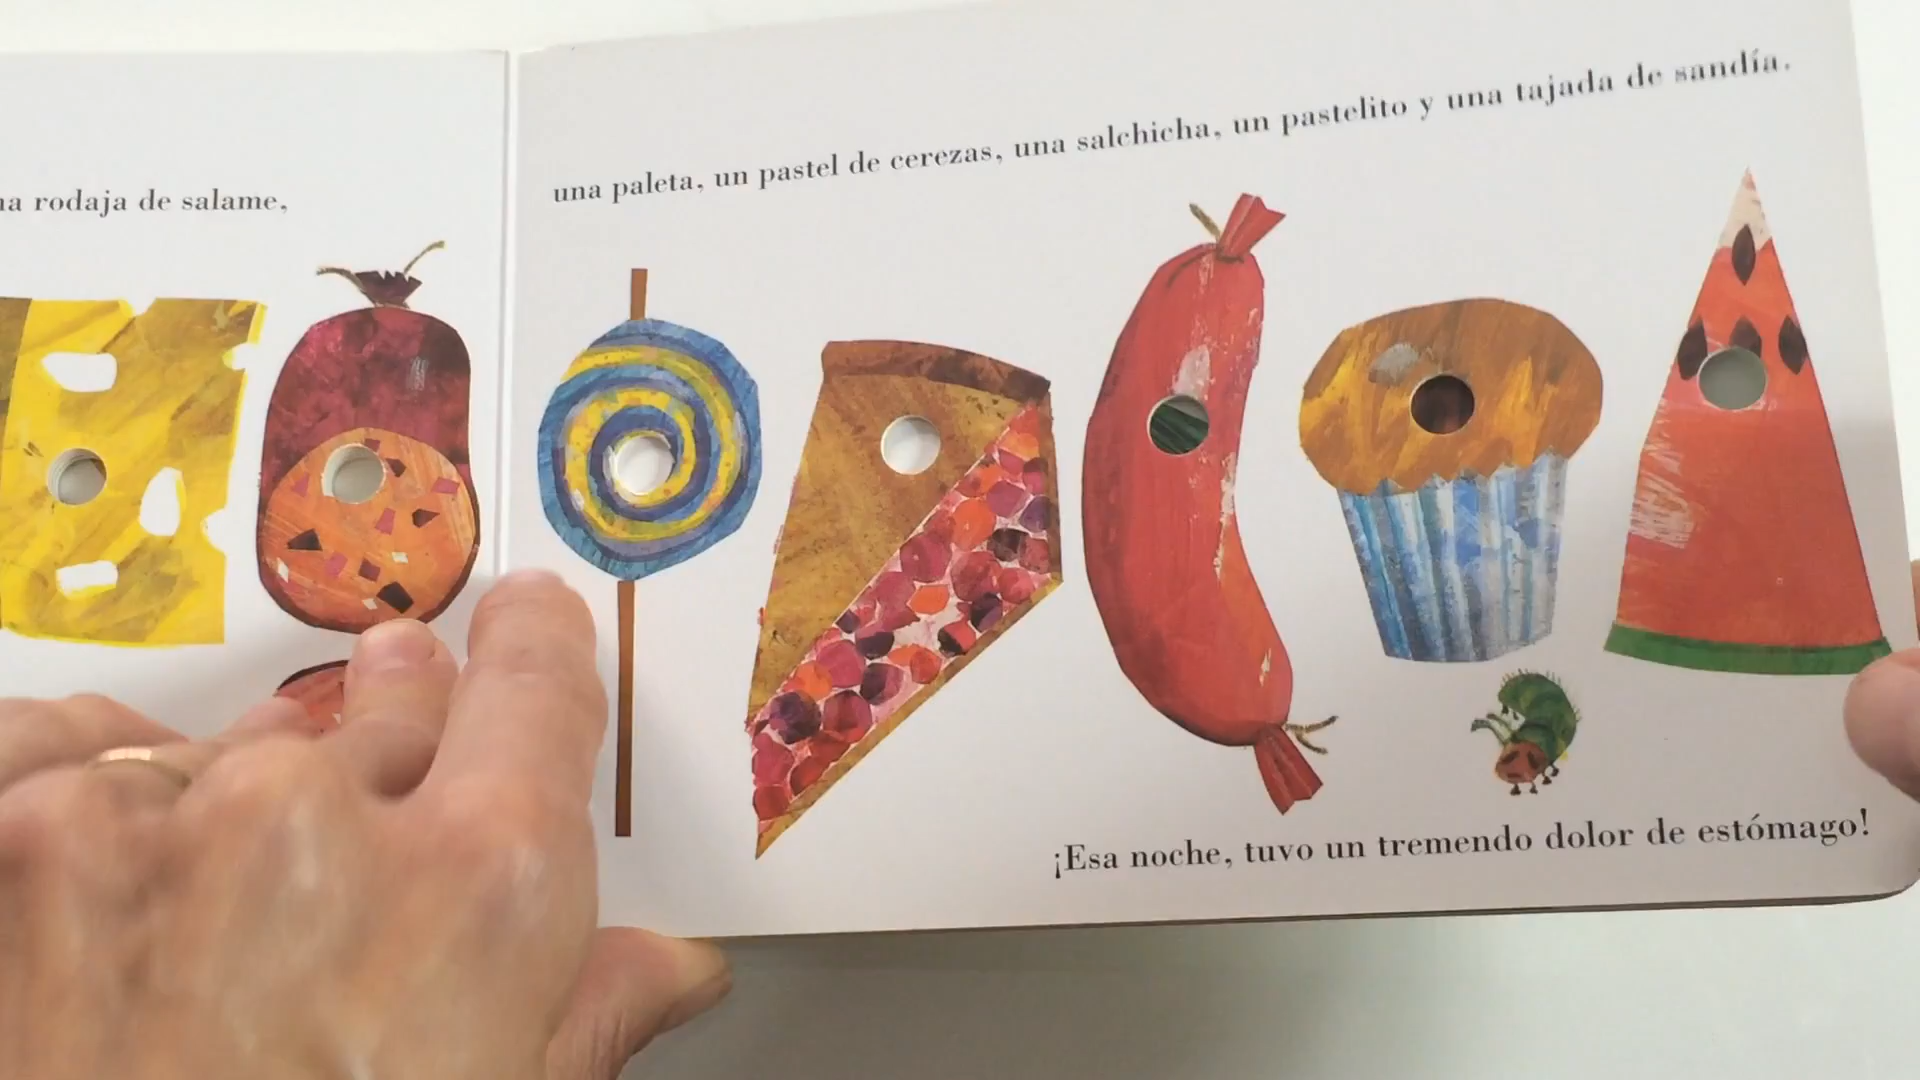 rodaja de salame,
una paleta, un pastel de cerezas, una salchicha, un pastelito y una tajada de sandía.
¡Esa noche, tuvo un tremendo dolor de estómago!